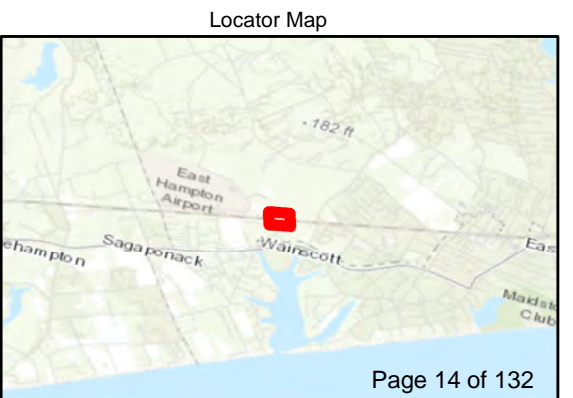 Locator Map
182 ft
East
Hampton
Airport
ehampton
Sagaponack
Wainscott
Eas
Maidst
Club
Page 14 of 132